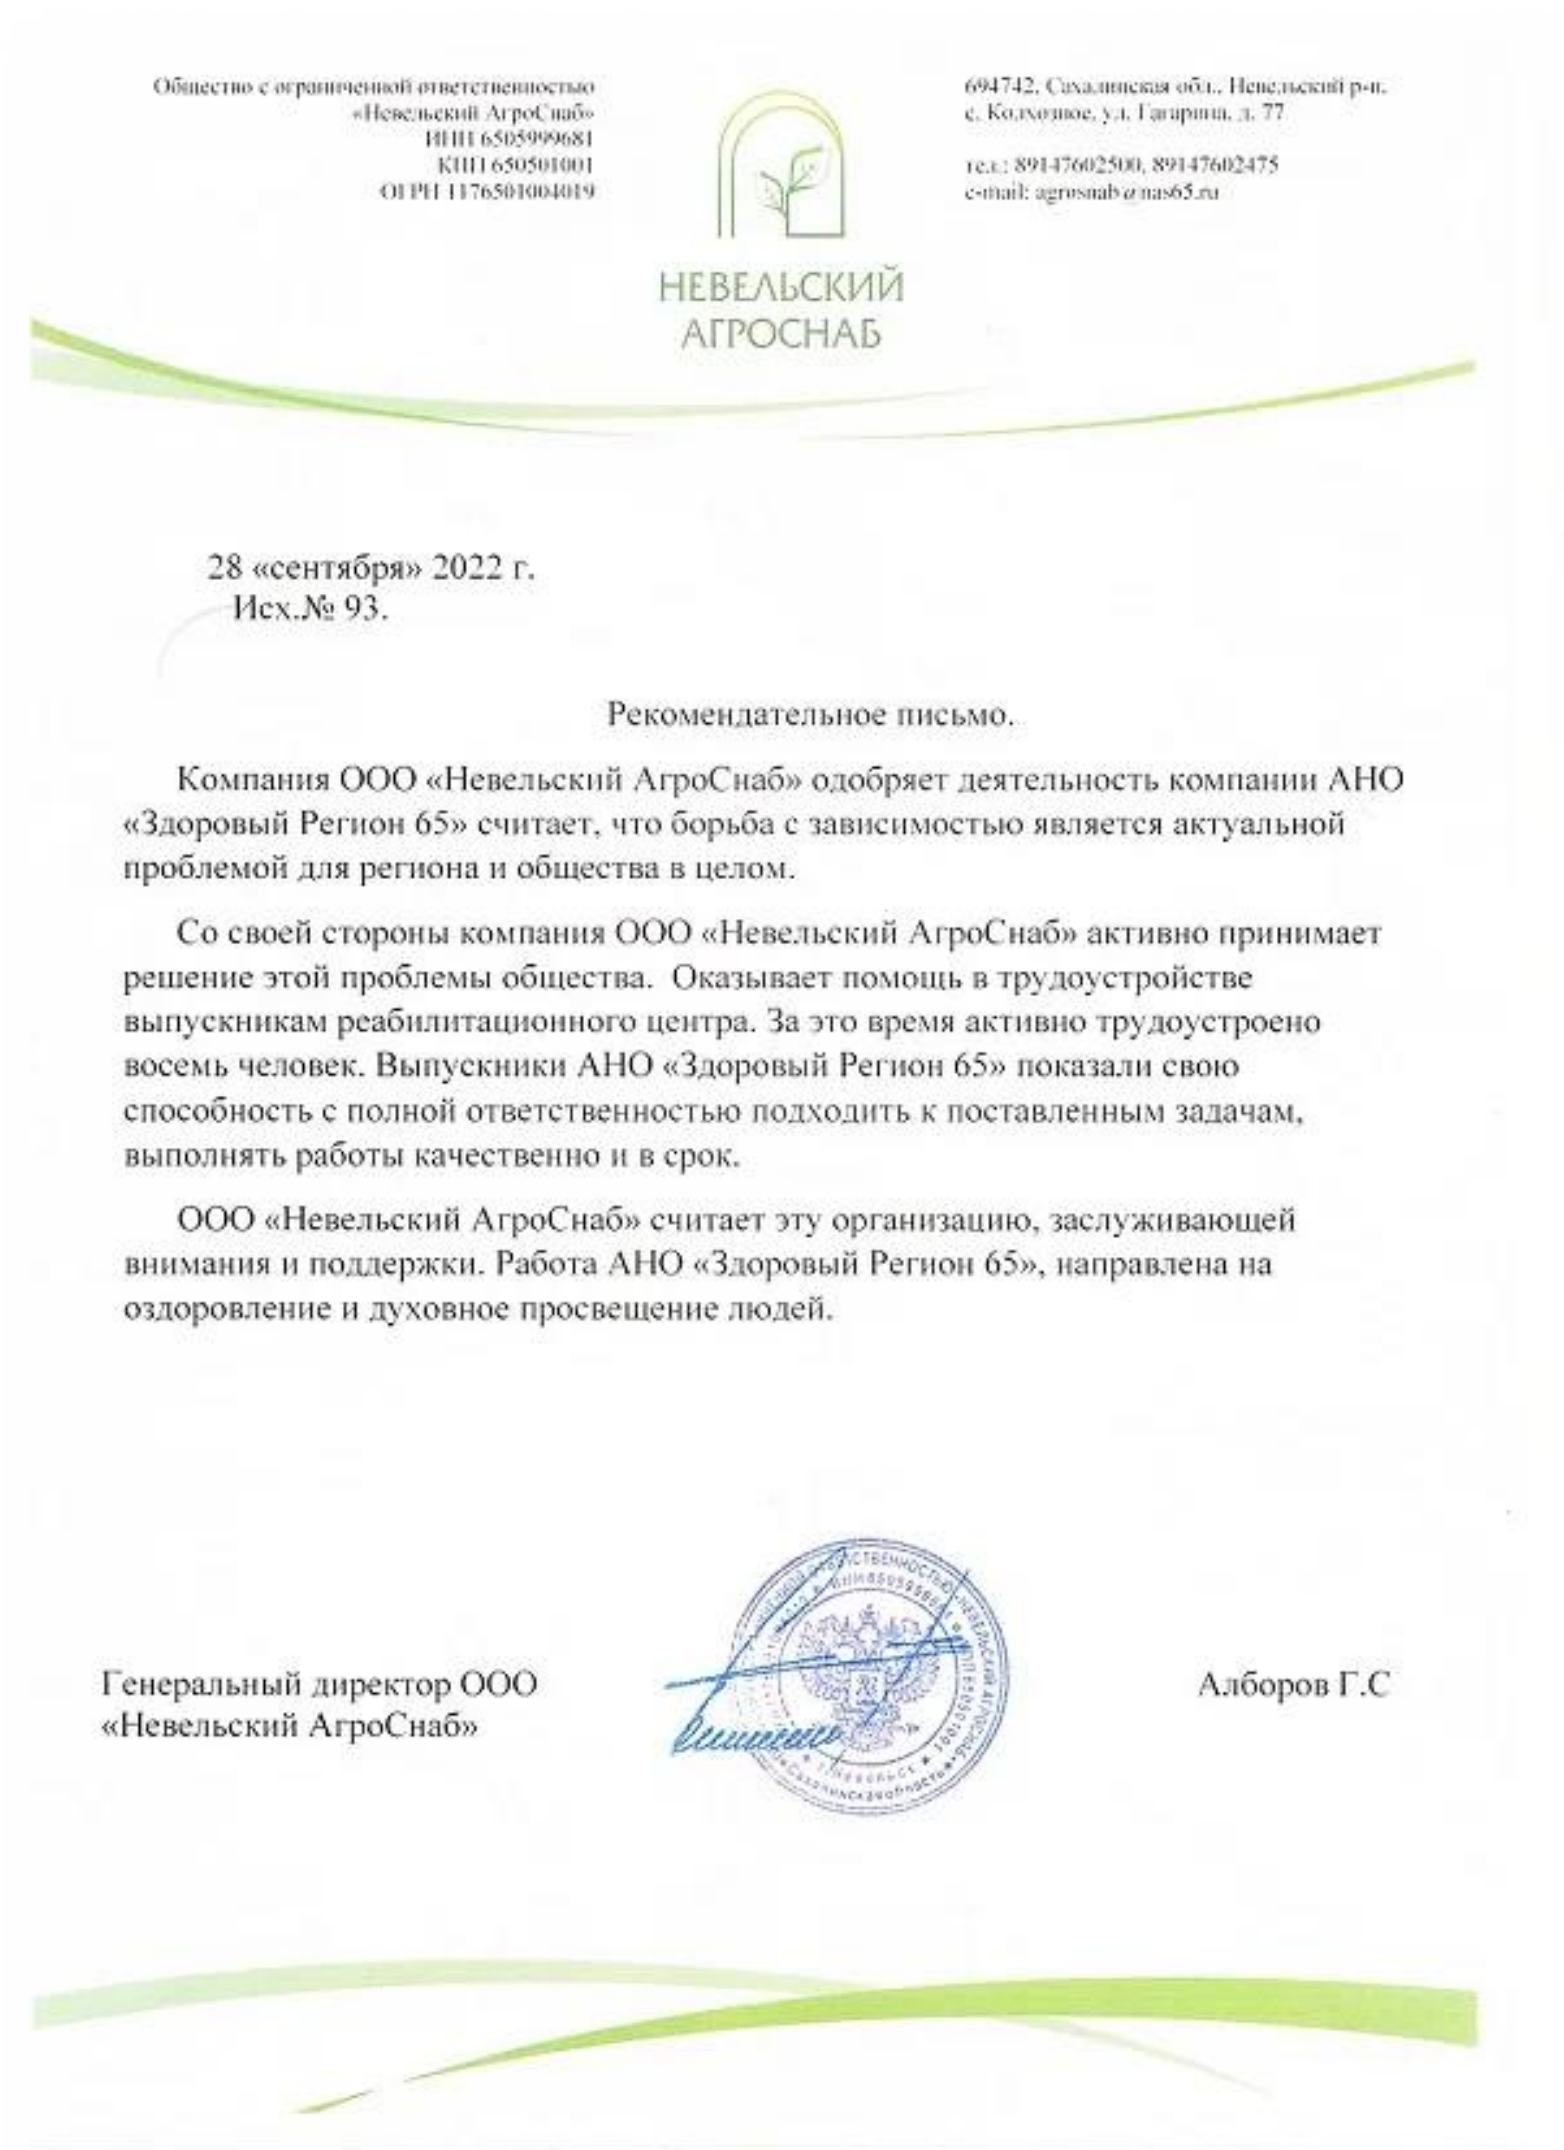 Общество с ограниченной ответственностью
«Невельский АгроСнаб»
ИНН 6505999681
КПП 650501001
ОГРН 1176501004019
694742, Сахалинская обл., Невельский р-н,
с. Колхозное, ул. Гагарина, д. 77
тел.: 89147602500, 89147602475
e-mail: agrosnab@nas65.ru
НЕВЕЛЬСКИЙ
АГРОСНАБ
28 «сентября» 2022 г.
Исх.№ 93.
Рекомендательное письмо.
Компания ООО «Невельский АгроСнаб» одобряет деятельность компании АНО
«Здоровый Регион 65» считает, что борьба с зависимостью является актуальной
проблемой для региона и общества в целом.
Со своей стороны компания ООО «Невельский АгроСнаб» активно принимает
решение этой проблемы общества. Оказывает помощь в трудоустройстве
выпускникам реабилитационного центра. За это время активно трудоустроено
восемь человек. Выпускники АНО «Здоровый Регион 65» показали свою
способность с полной ответственностью подходить к поставленным задачам,
выполнять работы качественно и в срок.
ООО «Невельский АгроСнаб» считает эту организацию, заслуживающей
внимания и поддержки. Работа АНО «Здоровый Регион 65», направлена на
оздоровление и духовное просвещение людей.
Генеральный директор ООО
«Невельский АгроСнаб»
Алборов Г.С